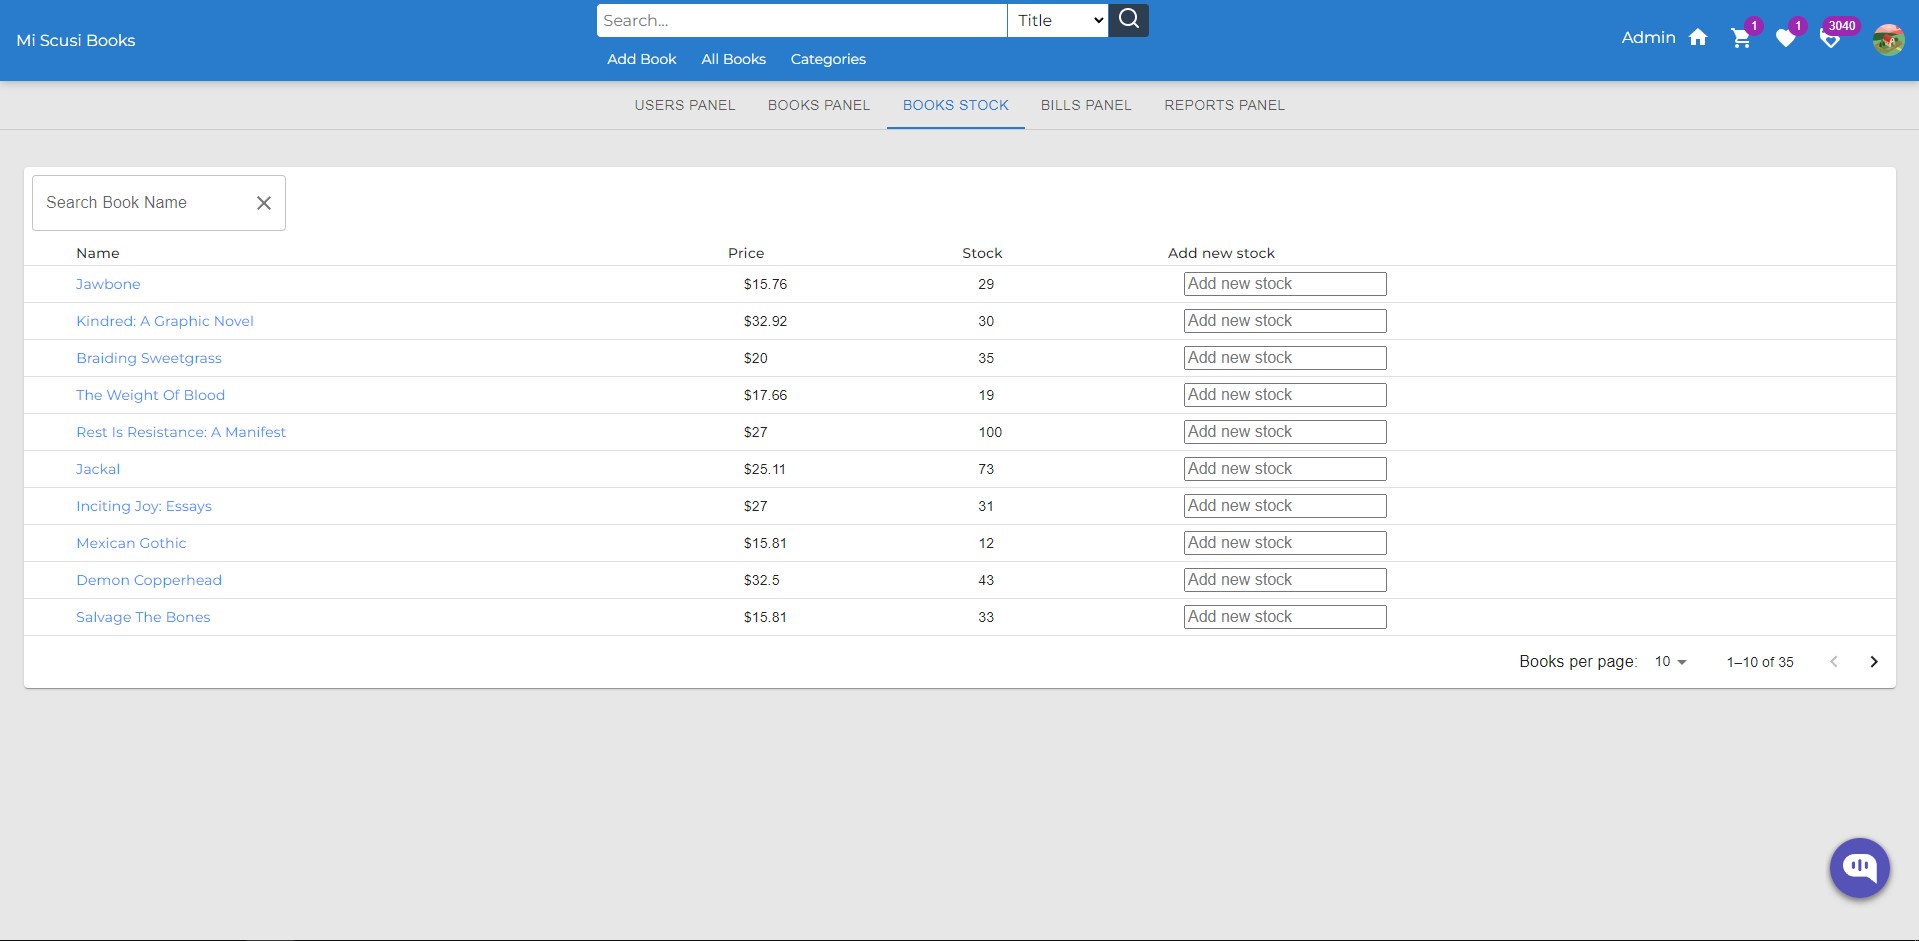 Mi Scusi Books
Search...
Title
Add Book All Books Categories
Admin 1 1 3040
USERS PANEL BOOKS PANEL BOOKS STOCK BILLS PANEL REPORTS PANEL
Search Book Name
Name Price Stock Add new stock
Jawbone $15.76 29 Add new stock
Kindred: A Graphic Novel $32.92 30 Add new stock
Braiding Sweetgrass $20 35 Add new stock
The Weight Of Blood $17.66 19 Add new stock
Rest Is Resistance: A Manifest $27 100 Add new stock
Jackal $25.11 73 Add new stock
Inciting Joy: Essays $27 31 Add new stock
Mexican Gothic $15.81 12 Add new stock
Demon Copperhead $32.5 43 Add new stock
Salvage The Bones $15.81 33 Add new stock
Books per page: 10 1–10 of 35